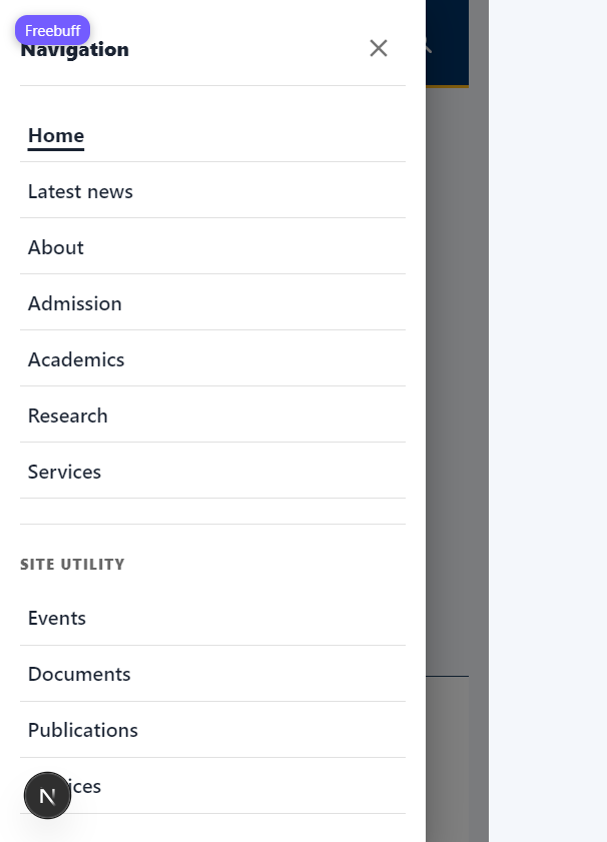 Freebuff
Navigation
Home
Latest news
About
Admission
Academics
Research
Services
SITE UTILITY
Events
Documents
Publications
N